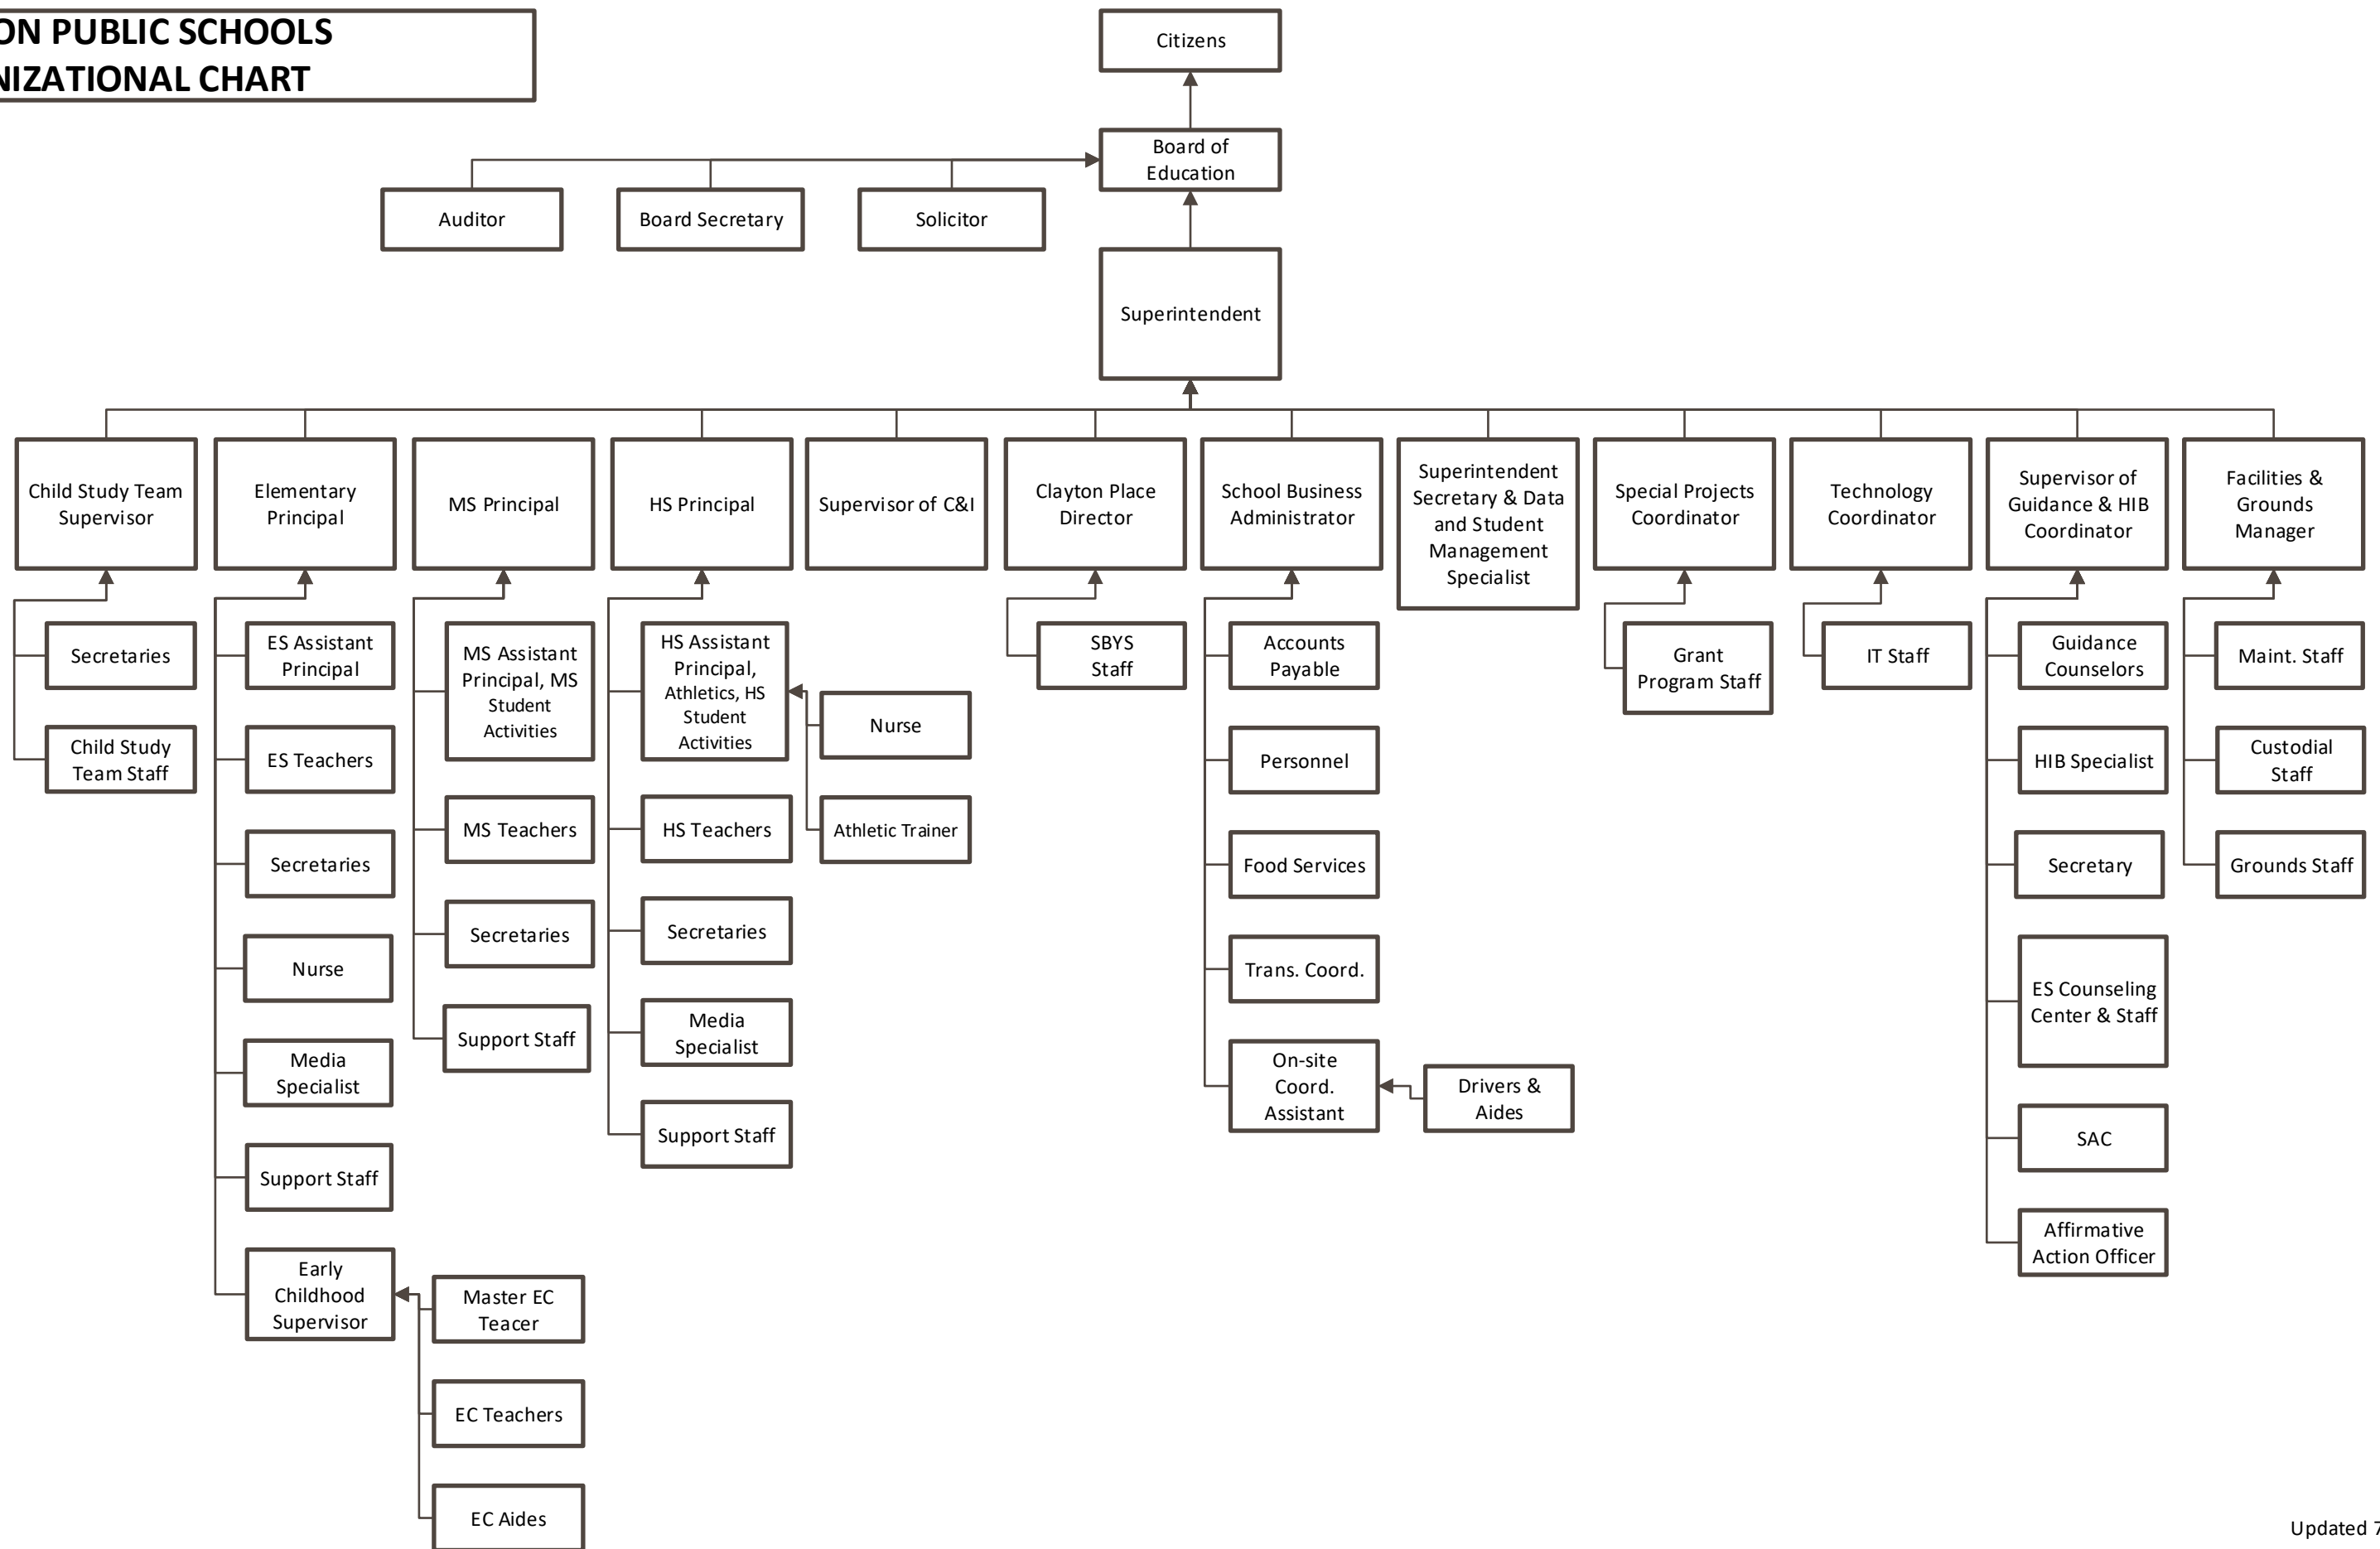 ON PUBLIC SCHOOLS
NIZATIONAL CHART
Citizens
Board of
Education
Auditor
Board Secretary
Solicitor
Superintendent
Child Study Team
Supervisor
Elementary
Principal
MS Principal
HS Principal
Supervisor of C&I
Clayton Place
Director
School Business
Administrator
Superintendent
Secretary & Data
and Student
Management
Specialist
Special Projects
Coordinator
Technology
Coordinator
Supervisor of
Guidance & HIB
Coordinator
Facilities &
Grounds
Manager
Secretaries
Child Study
Team Staff
ES Assistant
Principal
ES Teachers
Secretaries
Nurse
Media
Specialist
Support Staff
Early
Childhood
Supervisor
Master EC
Teacer
EC Teachers
EC Aides
MS Assistant
Principal, MS
Student
Activities
MS Teachers
Secretaries
Support Staff
HS Assistant
Principal,
Athletics, HS
Student
Activities
Nurse
Athletic Trainer
HS Teachers
Secretaries
Media
Specialist
Support Staff
SBYS
Staff
Accounts
Payable
Personnel
Food Services
Trans. Coord.
On-site
Coord.
Assistant
Drivers &
Aides
Grant
Program Staff
IT Staff
Guidance
Counselors
HIB Specialist
Secretary
ES Counseling
Center & Staff
SAC
Affirmative
Action Officer
Maint. Staff
Custodial
Staff
Grounds Staff
Updated 7